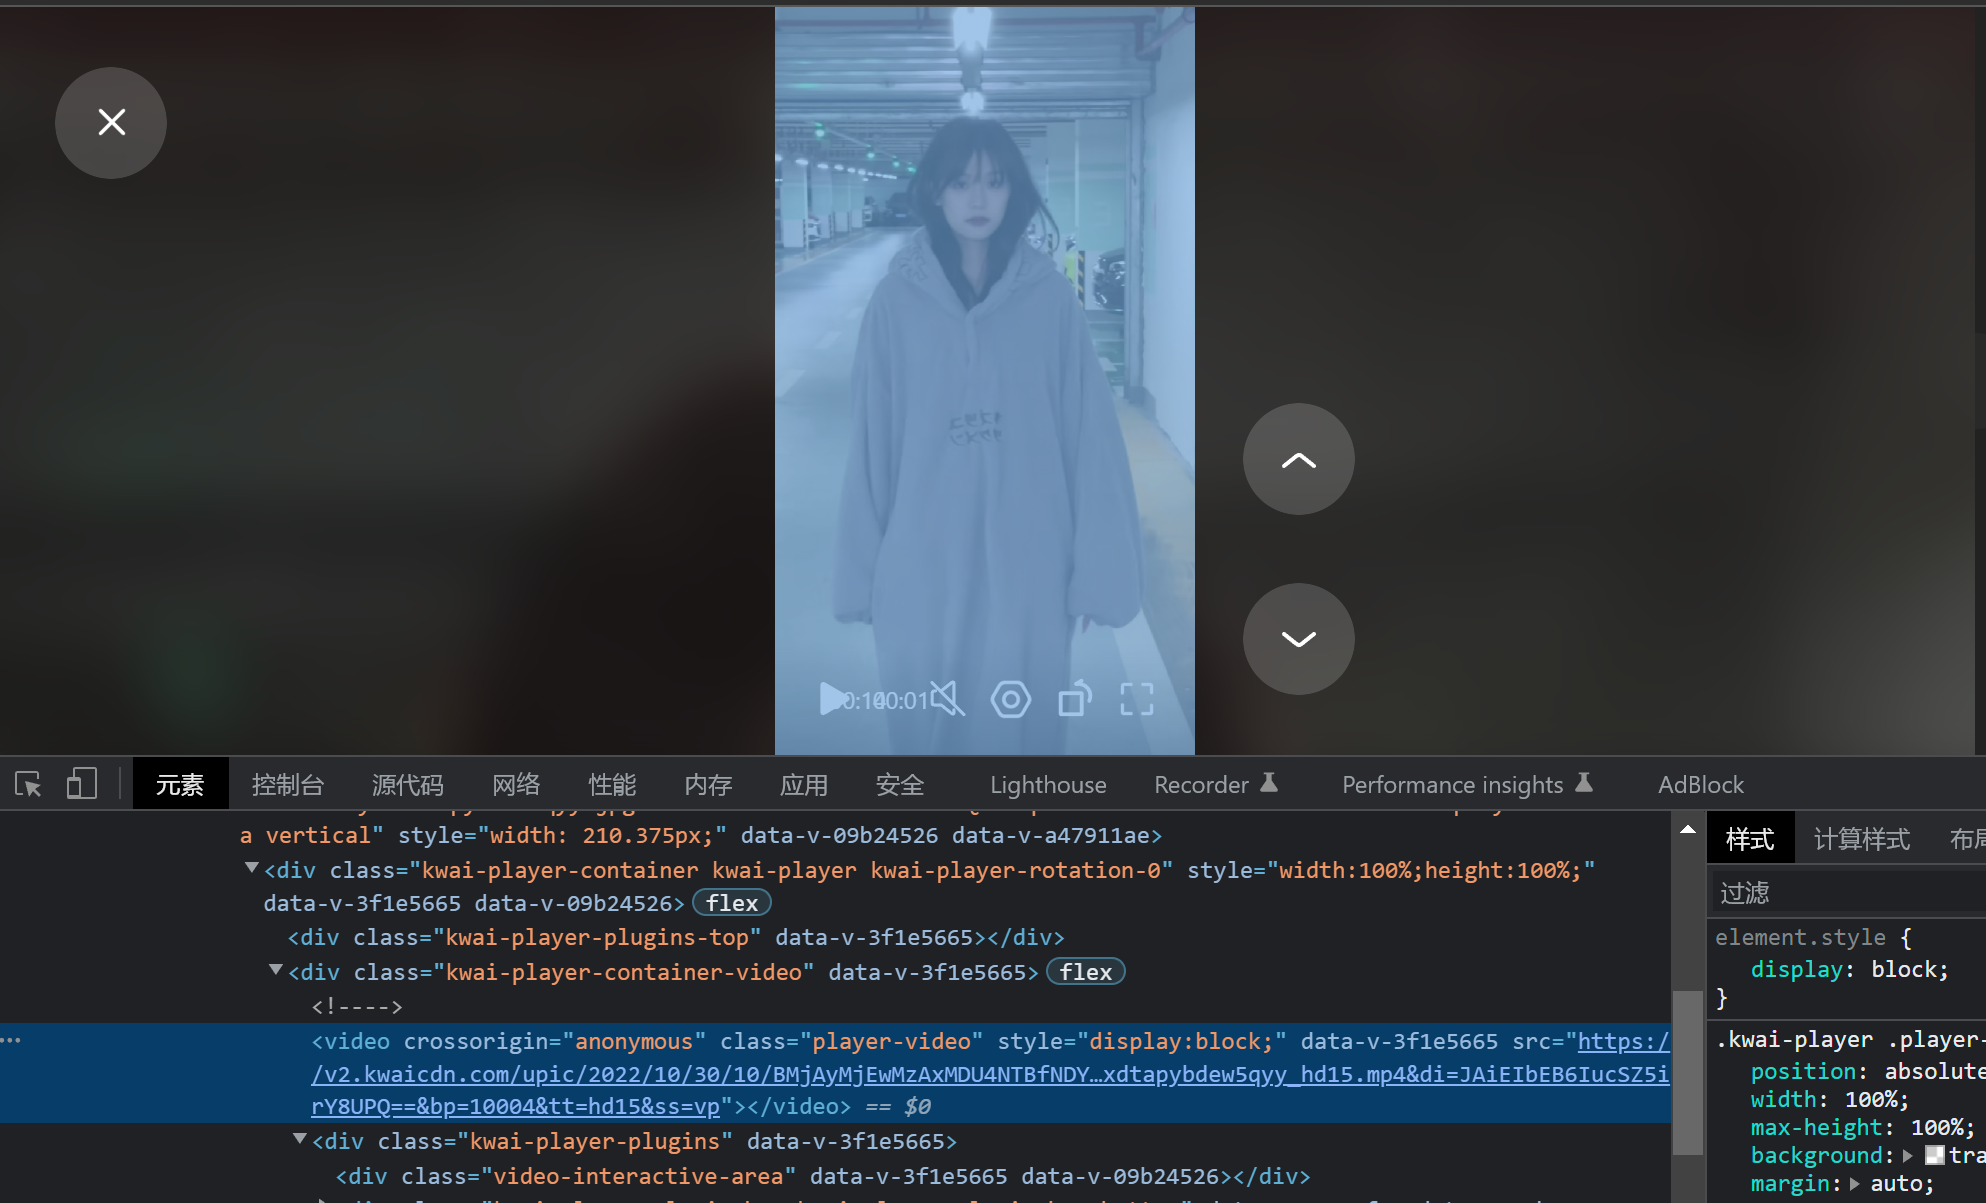 00:01
元素 控制台 源代码 网络 性能 内存 应用 安全 Lighthouse Recorder Performance insights AdBlock
a vertical" style="width: 210.375px;" data-v-09b24526 data-v-a47911ae>
<div class="kwai-player-container kwai-player kwai-player-rotation-0" style="width:100%;height:100%;"
data-v-3f1e5665 data-v-09b24526> flex
<div class="kwai-player-plugins-top" data-v-3f1e5665></div>
<div class="kwai-player-container-video" data-v-3f1e5665> flex
<!---->
<video crossorigin="anonymous" class="player-video" style="display:block;" data-v-3f1e5665 src="https:/
/v2.kwaicdn.com/upic/2022/10/30/10/BMjAyMjEwMzAxMDU4NTBfNDY…xdtapybdew5qyy_hd15.mp4&di=JAiEIbEB6IucSZ5i
rY8UPQ==&bp=10004&tt=hd15&ss=vp"></video> == $0
<div class="kwai-player-plugins" data-v-3f1e5665>
<div class="video-interactive-area" data-v-3f1e5665 data-v-09b24526></div>
样式 计算样式 布局
过滤
element.style {
display: block;
}
.kwai-player .player-
position: absolute
width: 100%;
max-height: 100%;
background: tra
margin: auto;